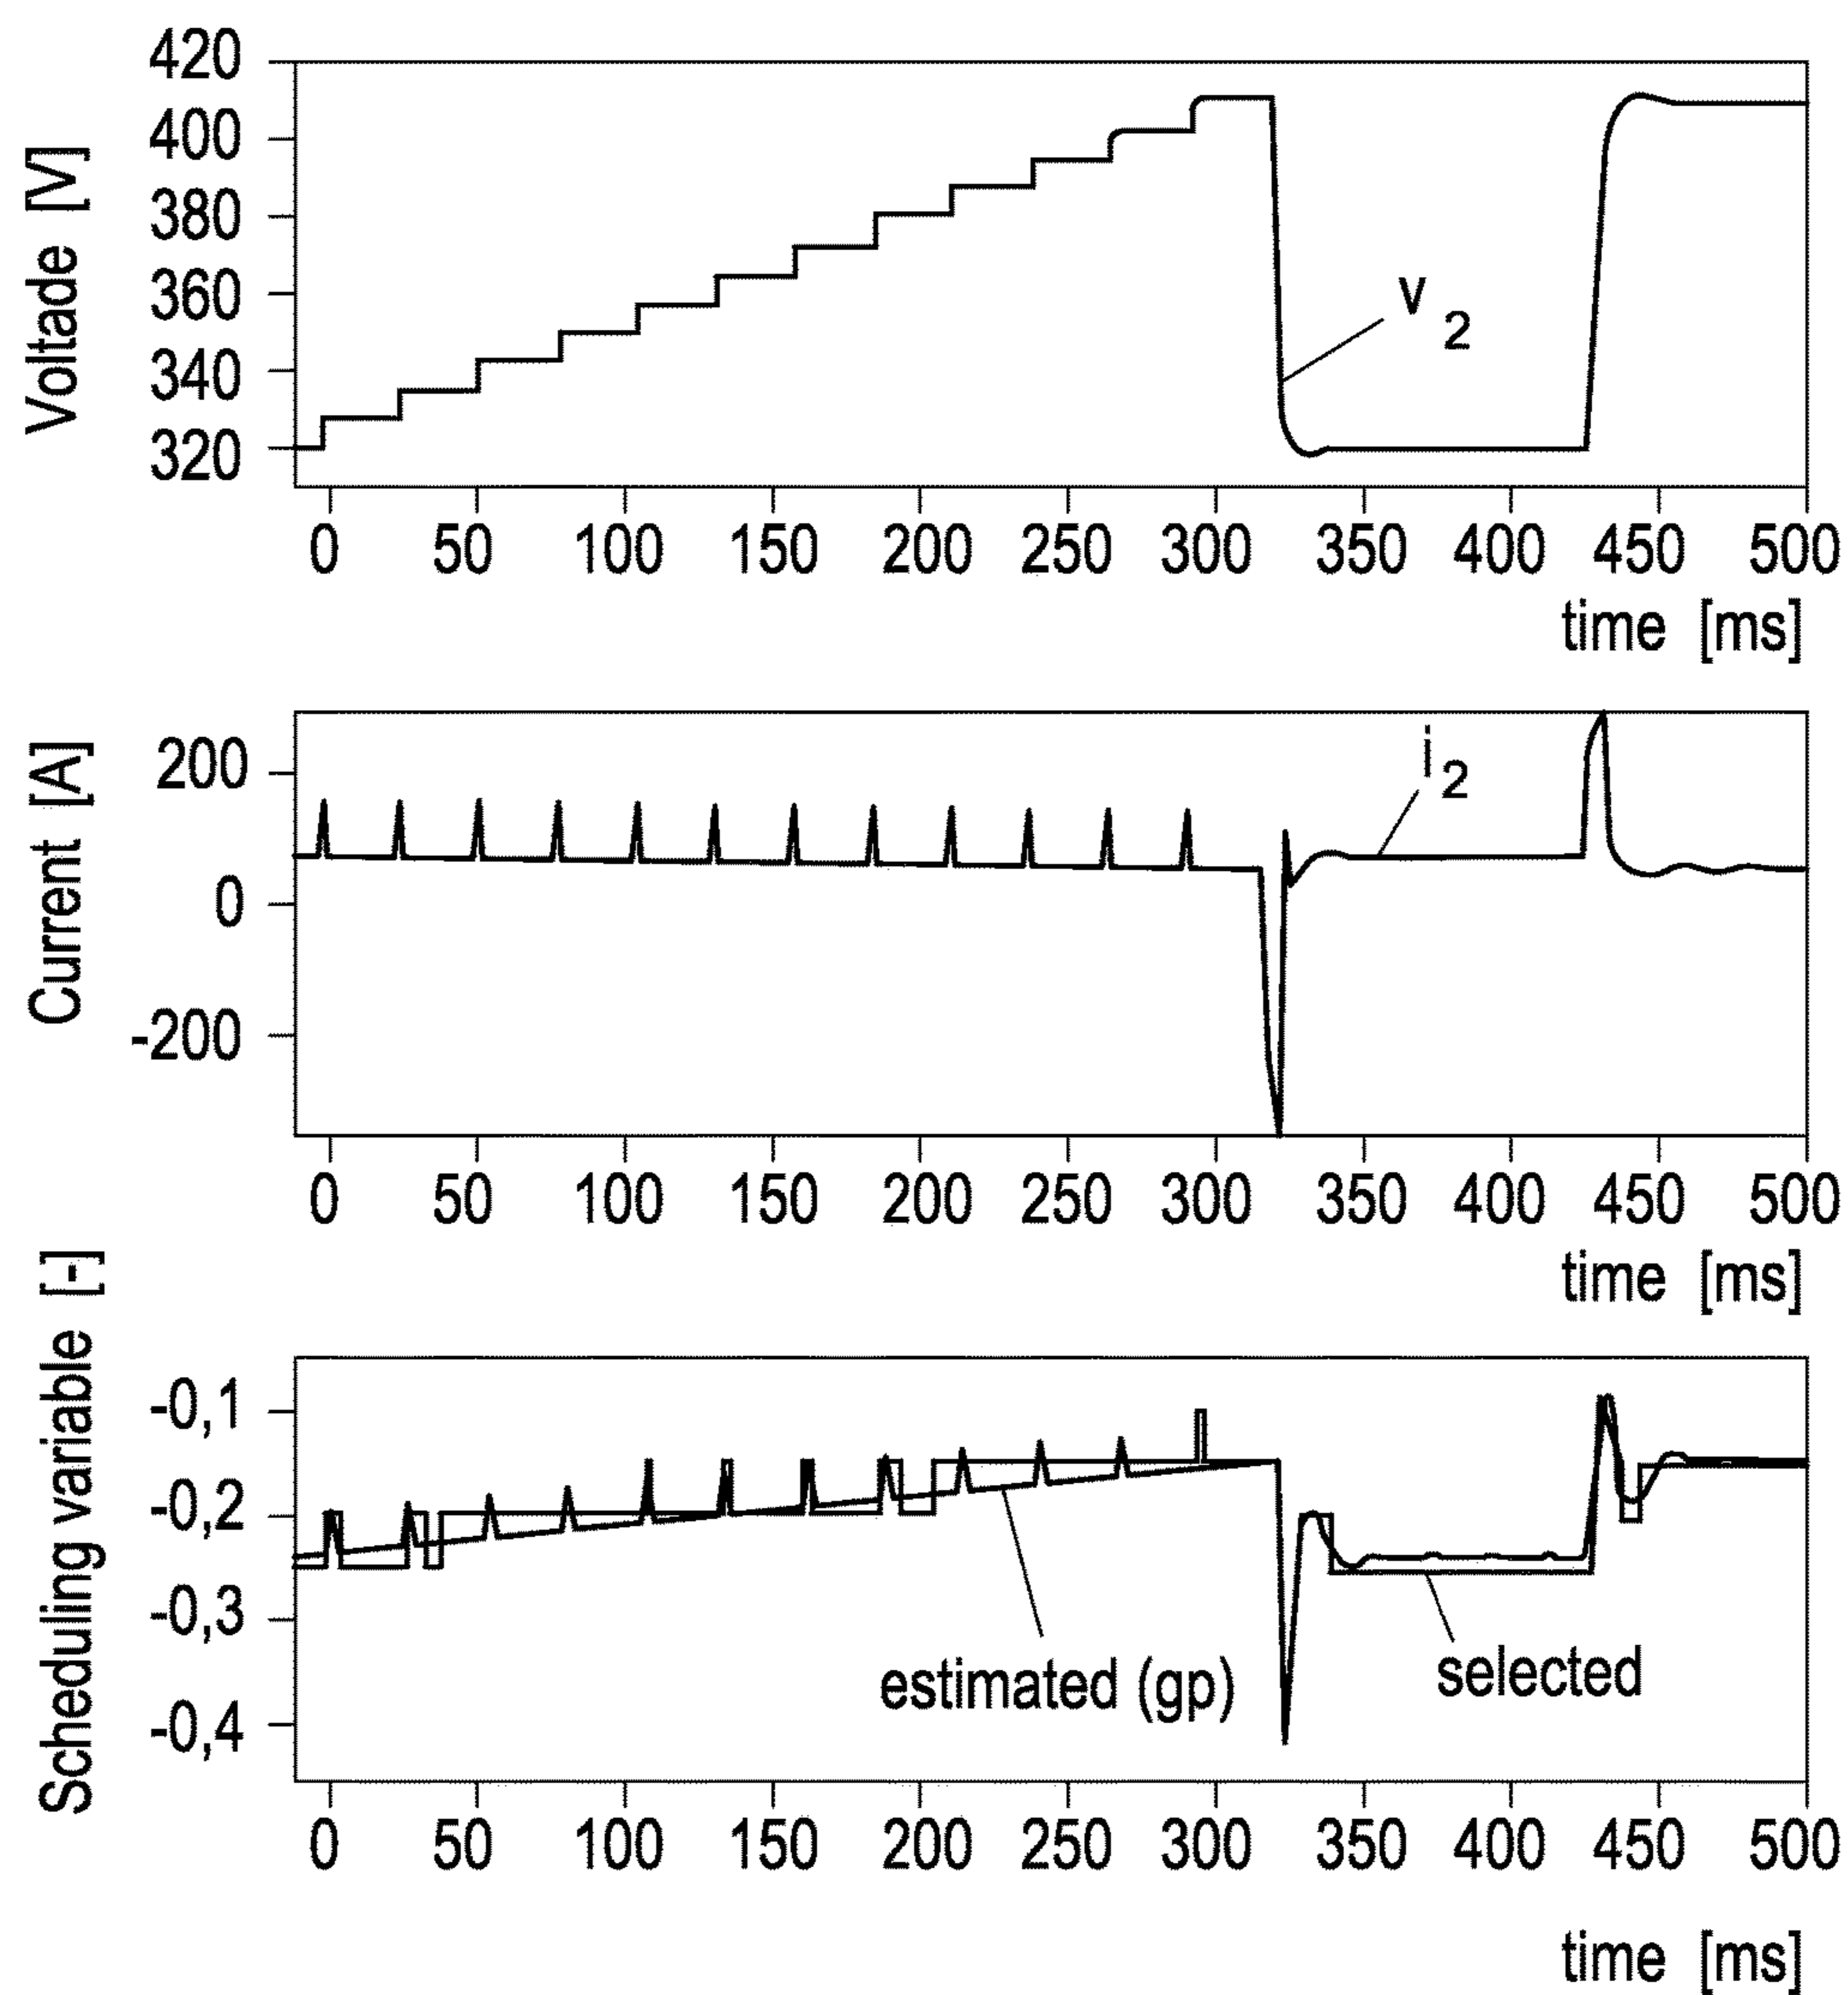 Voltade [V]
420
400
380
360
340
320
v 2
0 50 100 150 200 250 300 350 400 450 500
time [ms]
Current [A]
200
0
-200
i 2
0 50 100 150 200 250 300 350 400 450 500
time [ms]
Scheduling variable [-]
-0,1
-0,2
-0,3
-0,4
estimated (gp)
selected
0 50 100 150 200 250 300 350 400 450 500
time [ms]